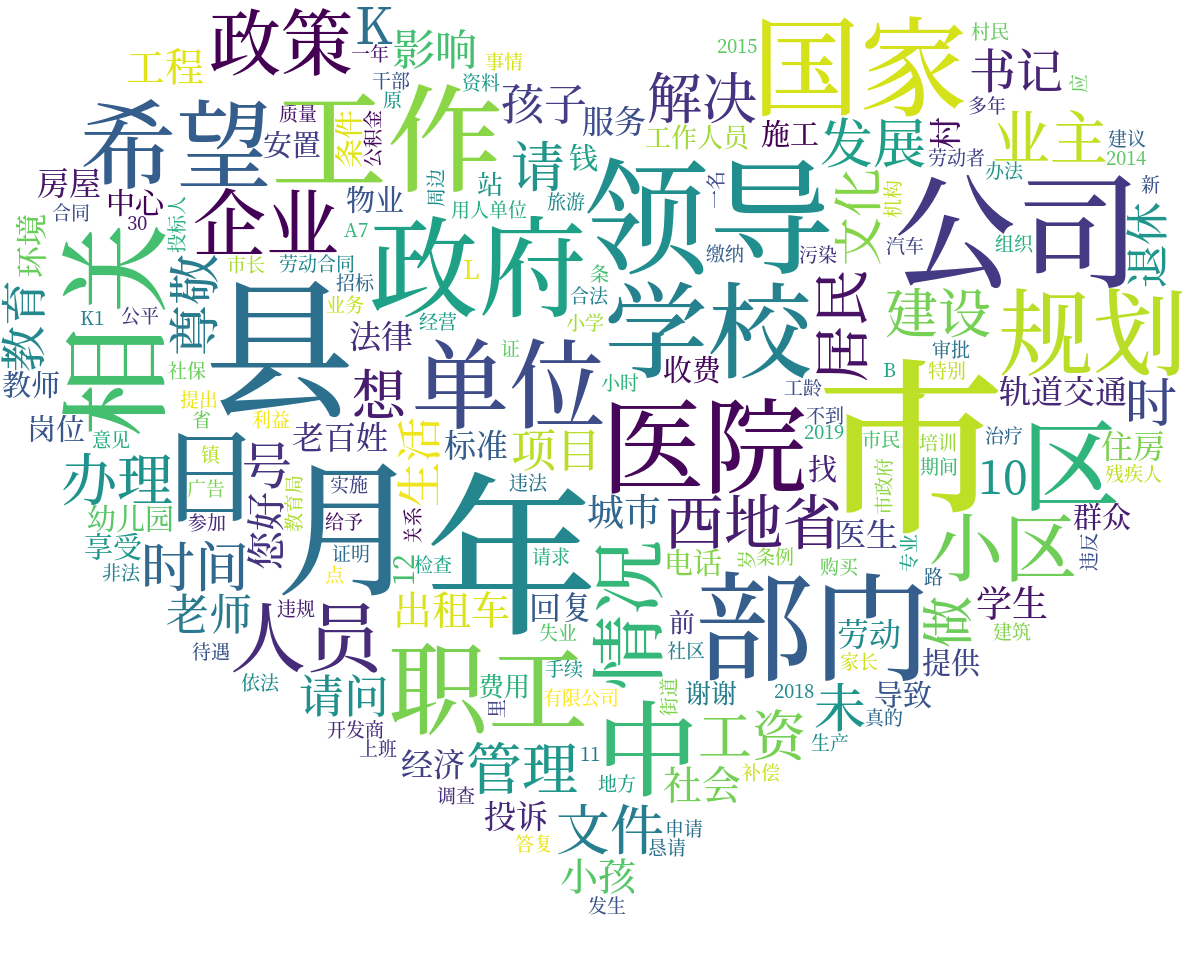 政策
K
影响
一年
工程
事情
资料
干部
原
2015
国家
村民
书记
应
多年
希望
工作
质量
安置
条件
公积金
孩子
服务
解决
工作人员
施工
发展
村
劳动者
业主
建议
2014
办法
房屋
中心
合同
30
投标人
企业
物业
周边
请
钱
站
旅游
用人单位
A7
领导
一名
文化
机构
公司
新
退休
环境
相关
尊敬
市长
劳动合同
招标
政府
L
条
合法
缴纳
污染
汽车
组织
教育
K1
公平
县
业务
法律
经营
小学
学校
居民
建设
规划
审批
教师
社保
提出
省
利益
想
单位
证
小时
收费
工龄
B
特别
轨道交通
时
岗位
意见
办理
镇
日
广告
号
老百姓
生活
标准
项目
医院
不到
2019
找
市
市民
培训
期间
治疗
10
区
住房
残疾人
幼儿园
参加
您好
教育局
月
实施
给予
关系
年
违法
城市
西地省
医生
市政府
专业
小区
群众
违反
享受
非法
时间
证明
点
12
检查
请求
情况
电话
岁
条例
购买
路
老师
违规
人员
出租车
回复
失业
前
社区
部门
劳动
家长
做
学生
建筑
提供
待遇
依法
请问
职工
费用
手续
里
有限公司
街道
谢谢
2018
未
导致
真的
开发商
上班
经济
管理
11
中
工资
生产
地方
社会
补偿
调查
投诉
文件
申请
恳请
答复
小孩
发生